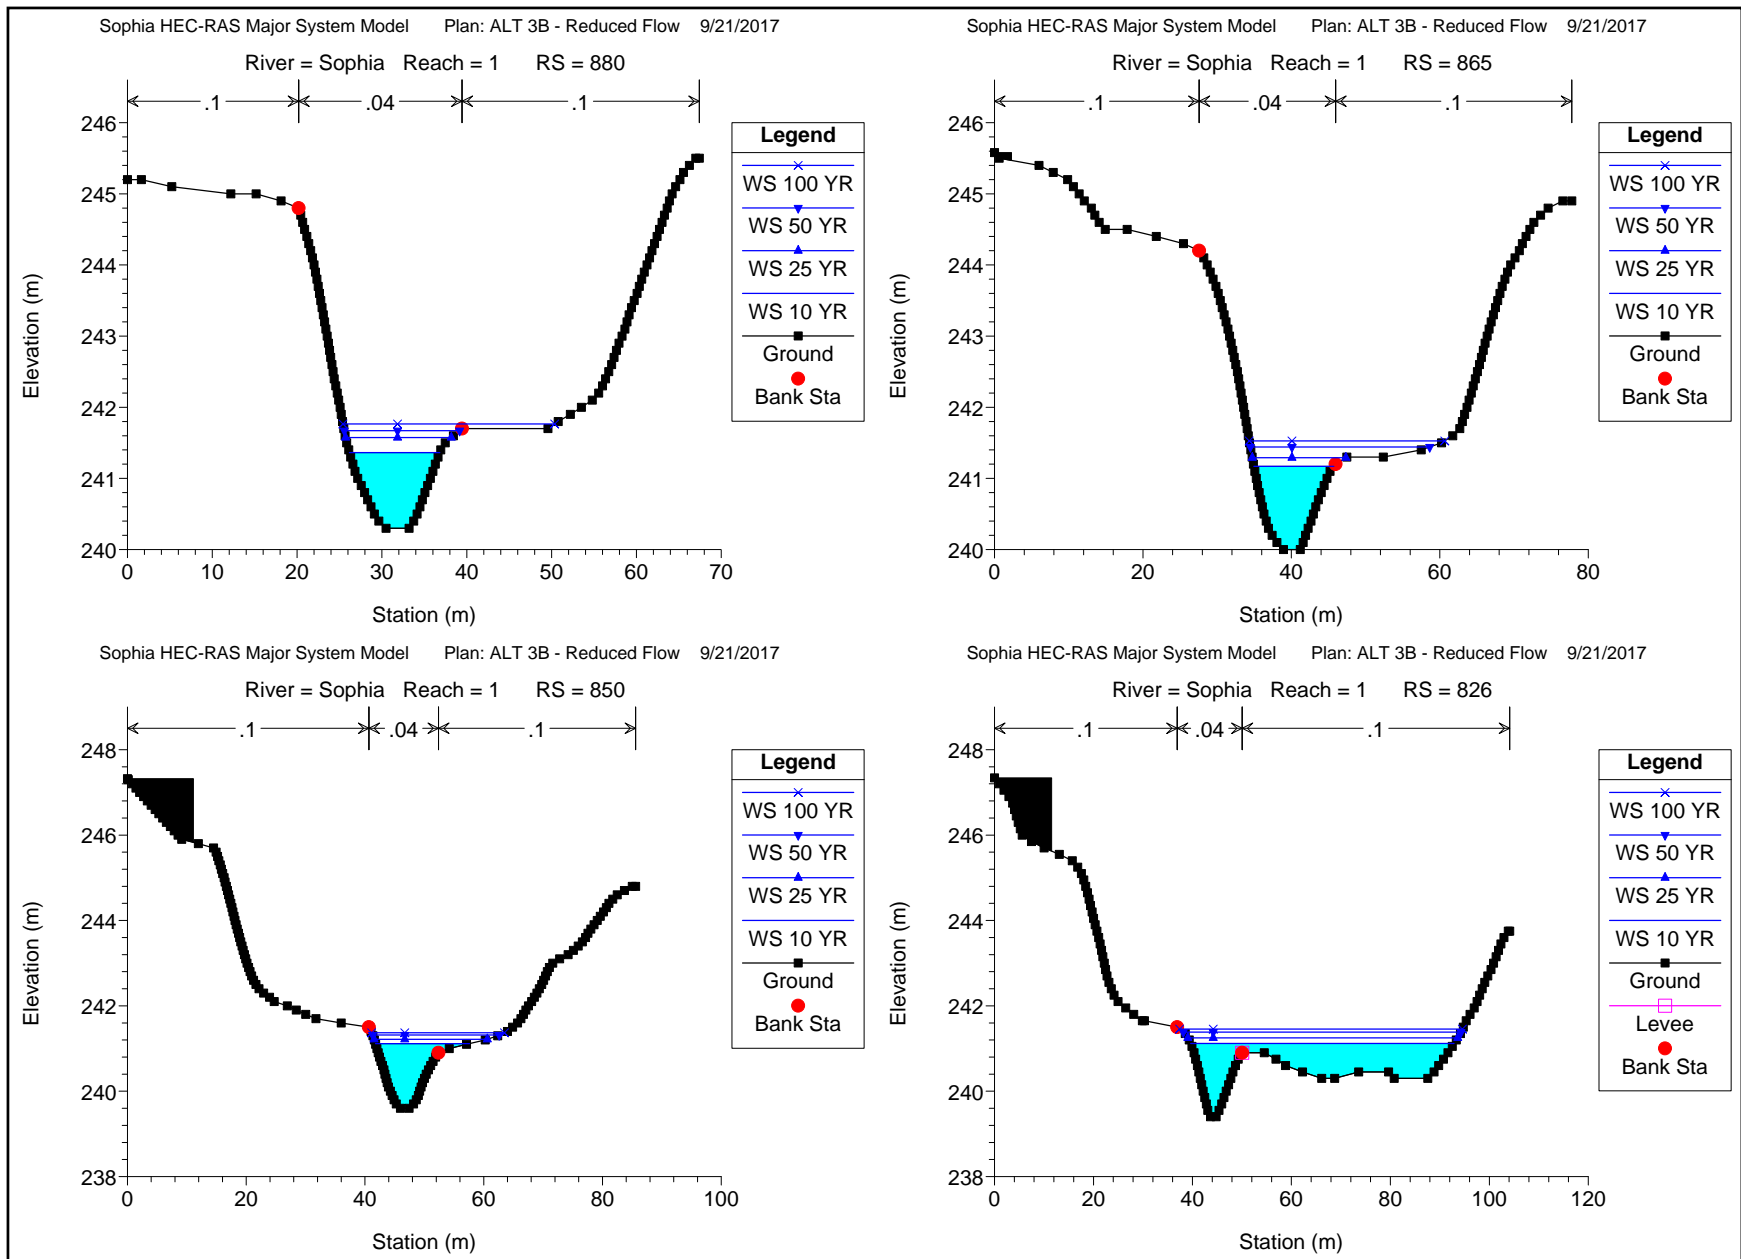 Sophia HEC-RAS Major System Model Plan: ALT 3B - Reduced Flow 9/21/2017
River = Sophia Reach = 1 RS = 880
.1 .04 .1
Elevation (m)
246
245
244
243
242
241
240
0 10 20 30 40 50 60 70
Station (m)
Legend
WS 100 YR
WS 50 YR
WS 25 YR
WS 10 YR
Ground
Bank Sta
Sophia HEC-RAS Major System Model Plan: ALT 3B - Reduced Flow 9/21/2017
River = Sophia Reach = 1 RS = 865
.1 .04 .1
Elevation (m)
246
245
244
243
242
241
240
0 20 40 60 80
Station (m)
Legend
WS 100 YR
WS 50 YR
WS 25 YR
WS 10 YR
Ground
Bank Sta
Sophia HEC-RAS Major System Model Plan: ALT 3B - Reduced Flow 9/21/2017
River = Sophia Reach = 1 RS = 850
.1 .04 .1
Elevation (m)
248
246
244
242
240
238
0 20 40 60 80 100
Station (m)
Legend
WS 100 YR
WS 50 YR
WS 25 YR
WS 10 YR
Ground
Bank Sta
Sophia HEC-RAS Major System Model Plan: ALT 3B - Reduced Flow 9/21/2017
River = Sophia Reach = 1 RS = 826
.1 .04 .1
Elevation (m)
248
246
244
242
240
238
0 20 40 60 80 100 120
Station (m)
Legend
WS 100 YR
WS 50 YR
WS 25 YR
WS 10 YR
Ground
Levee
Bank Sta